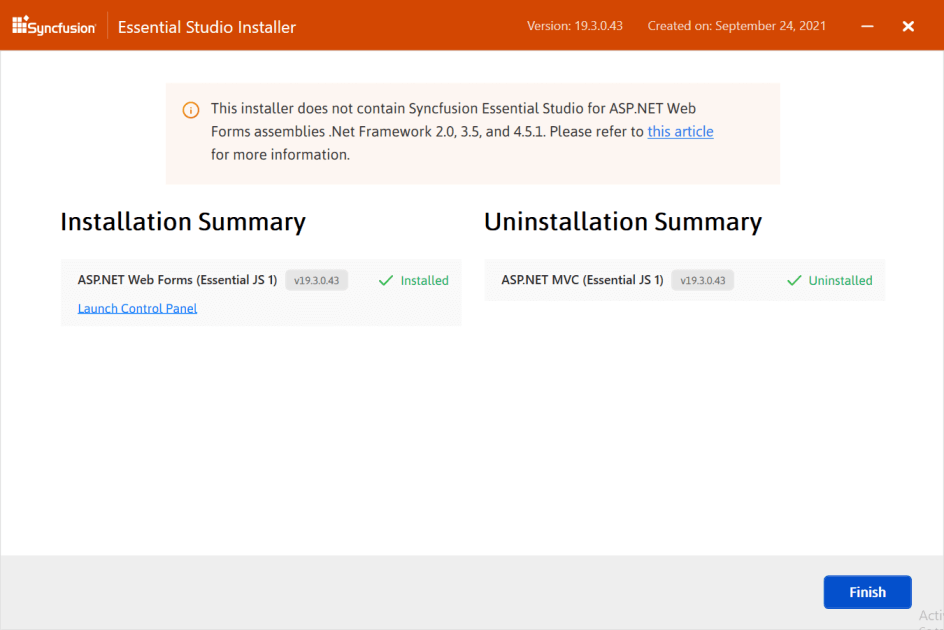 Syncfusion
Essential Studio Installer
Version: 19.3.0.43
Created on: September 24, 2021
This installer does not contain Syncfusion Essential Studio for ASP.NET Web
Forms assemblies .Net Framework 2.0, 3.5, and 4.5.1. Please refer to this article
for more information.
Installation Summary
Uninstallation Summary
ASP.NET Web Forms (Essential JS 1) v19.3.0.43 Installed
Launch Control Panel
ASP.NET MVC (Essential JS 1) v19.3.0.43 Uninstalled
Finish
Acti